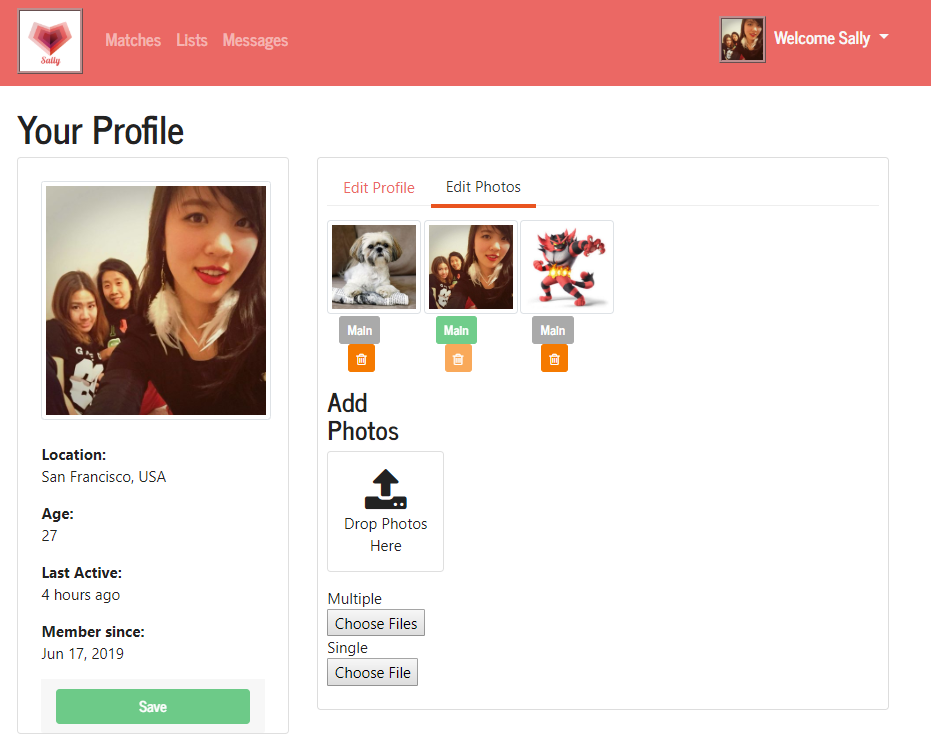 Sally
Matches Lists Messages
Welcome Sally
Your Profile
Location:
San Francisco, USA
Age:
27
Last Active:
4 hours ago
Member since:
Jun 17, 2019
Save
Edit Profile Edit Photos
Main Main Main
Add
Photos
Drop Photos
Here
Multiple
Choose Files
Single
Choose File